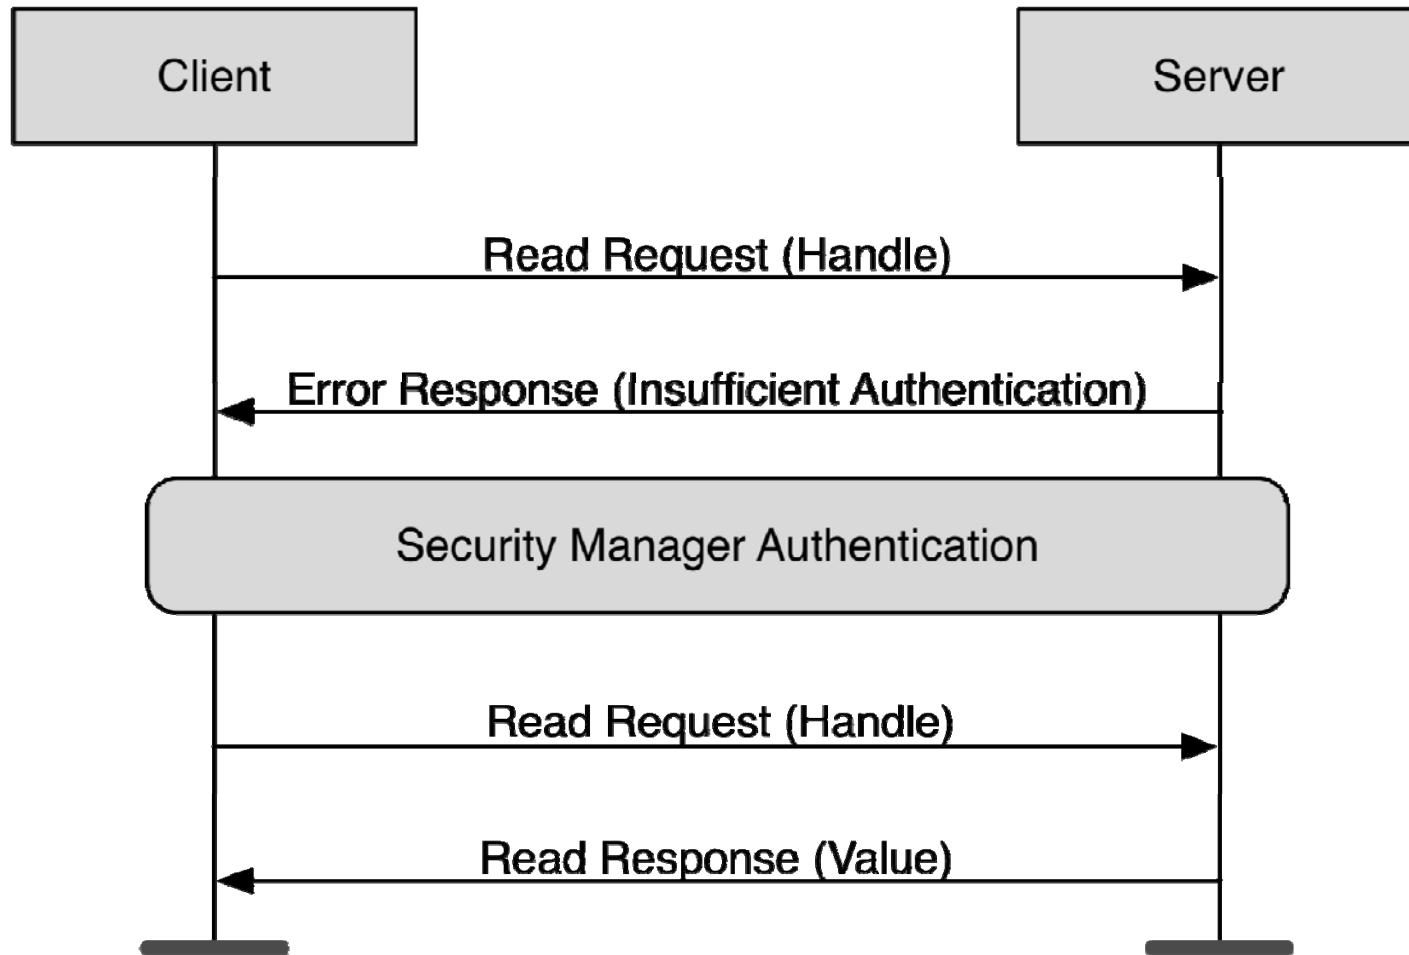 Client
Server
Read Request (Handle)
Error Response (Insufficient Authentication)
Security Manager Authentication
Read Request (Handle)
Read Response (Value)